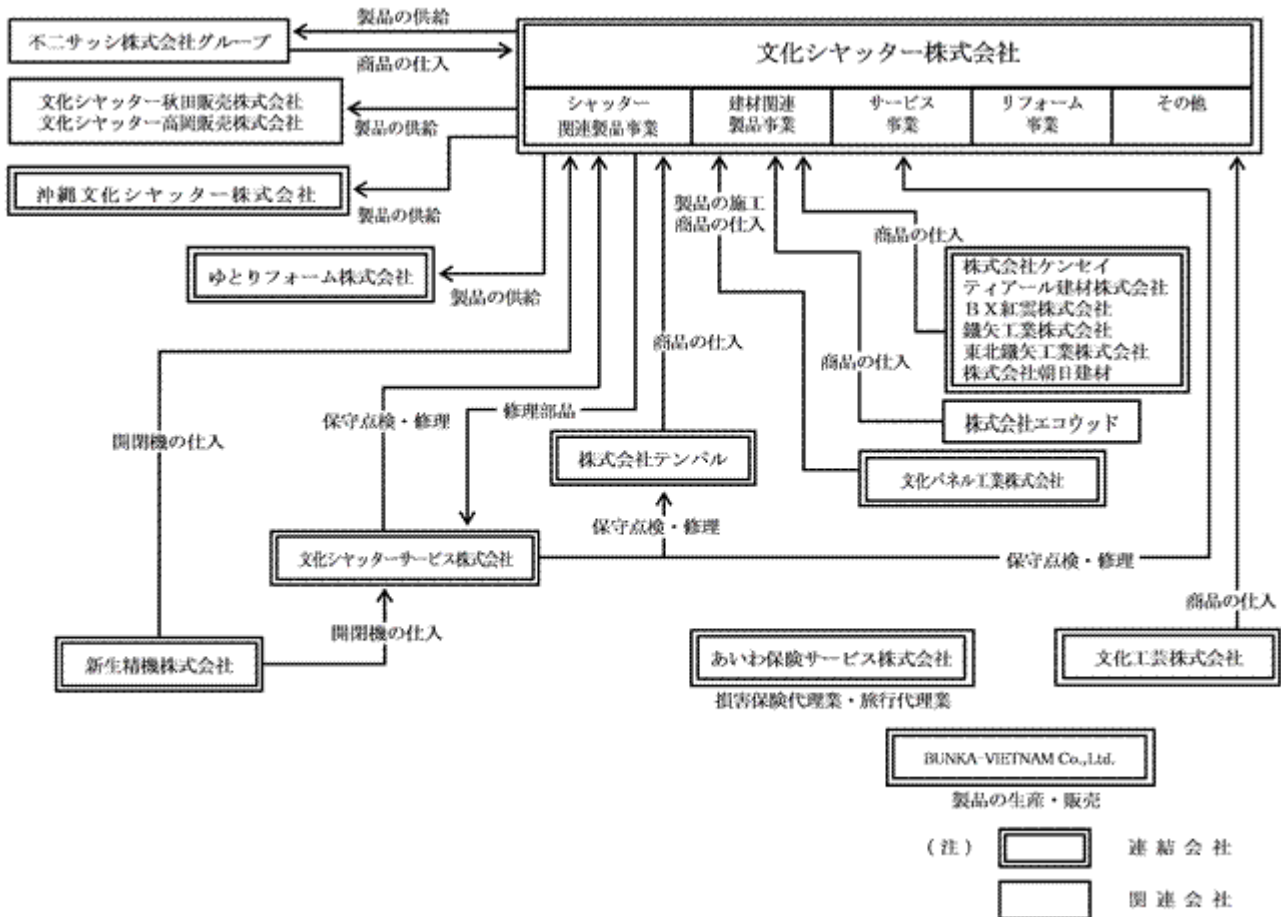 製品の供給
不二サッシ株式会社グループ
商品の仕入
文化シヤッター株式会社
シャッター
関連製品事業
建材関連
製品事業
サービス
事業
リフォーム
事業
その他
文化シヤッター秋田販売株式会社
文化シヤッター高岡販売株式会社
製品の供給
沖縄文化シヤッター株式会社
製品の供給
ゆとりフォーム株式会社
製品の供給
製品の施工
商品の仕入
商品の仕入
株式会社ケンセイ
ティアール建材株式会社
BX紅雲株式会社
鐵矢工業株式会社
東北鐵矢工業株式会社
株式会社朝日建材
商品の仕入
商品の仕入
保守点検・修理
修理部品
開閉機の仕入
株式会社エコウッド
株式会社テンパル
文化パネル工業株式会社
保守点検・修理
文化シヤッターサービス株式会社
保守点検・修理
商品の仕入
開閉機の仕入
新生精機株式会社
あいわ保険サービス株式会社
損害保険代理業・旅行代理業
文化工芸株式会社
BUNKA-VIETNAM Co.,Ltd.
製品の生産・販売
(注)
連結会社
関連会社